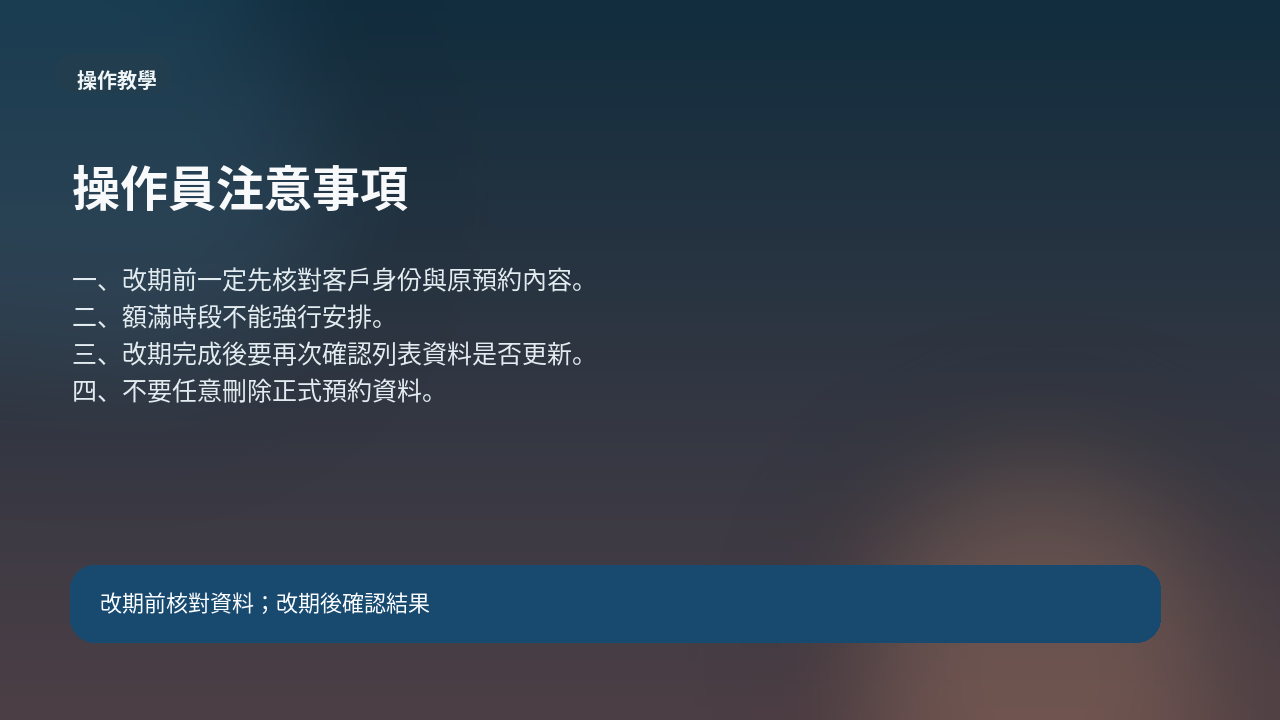 操作教學
操作員注意事項
一、改期前一定先核對客戶身份與原預約內容。
二、額滿時段不能強行安排。
三、改期完成後要再次確認列表資料是否更新。
四、不要任意刪除正式預約資料。
改期前核對資料；改期後確認結果